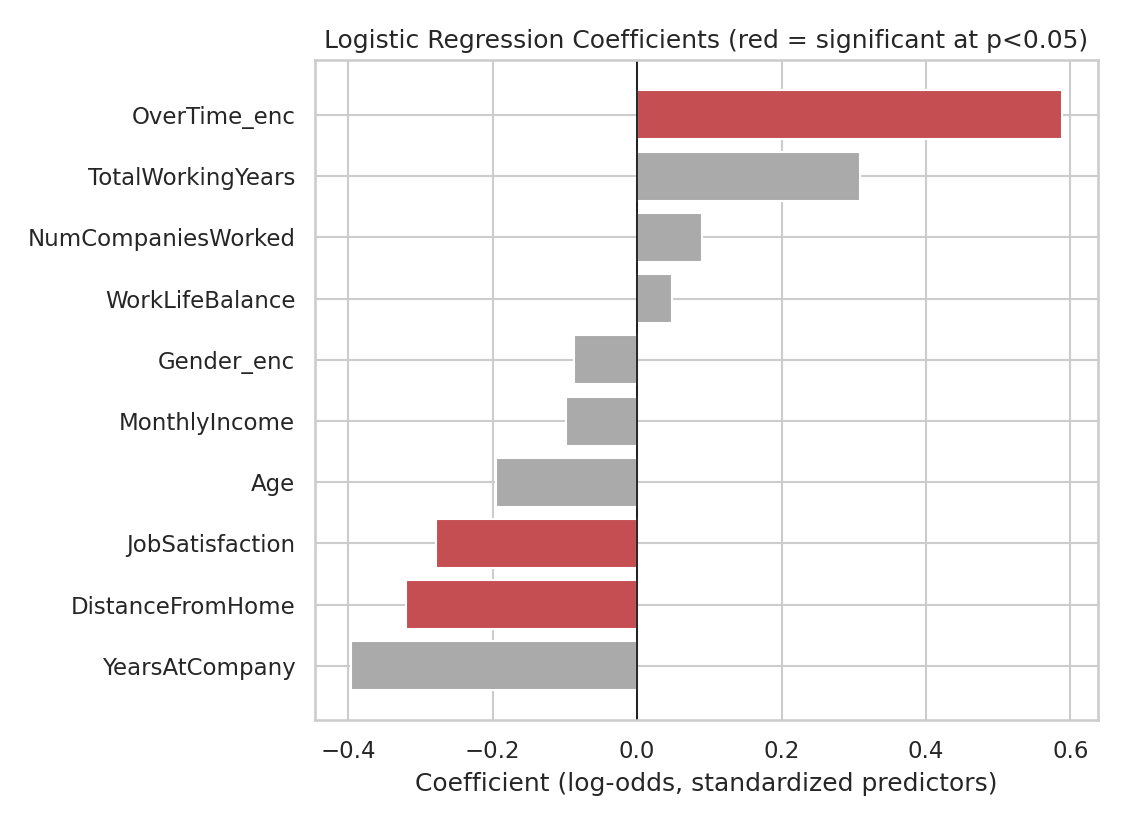 Logistic Regression Coefficients (red = significant at p<0.05)
OverTime_enc
TotalWorkingYears
NumCompaniesWorked
WorkLifeBalance
Gender_enc
MonthlyIncome
Age
JobSatisfaction
DistanceFromHome
YearsAtCompany
−0.4 −0.2 0.0 0.2 0.4 0.6
Coefficient (log-odds, standardized predictors)